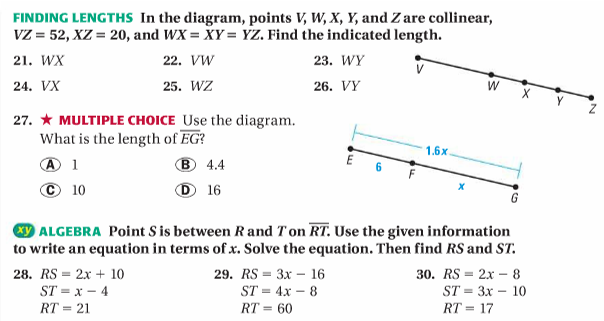 FINDING LENGTHS In the diagram, points V, W, X, Y, and Z are collinear,
VZ = 52, XZ = 20, and WX = XY = YZ. Find the indicated length.
21. WX 22. VW 23. WY
24. VX 25. WZ 26. VY
V W X Y Z
27. ★ MULTIPLE CHOICE Use the diagram.
What is the length of E̅G̅?
A 1 B 4.4
C 10 D 16
1.6x
E 6 F x G
xy ALGEBRA Point S is between R and T on R̅T̅. Use the given information
to write an equation in terms of x. Solve the equation. Then find RS and ST.
28. RS = 2x + 10 29. RS = 3x − 16 30. RS = 2x − 8
ST = x − 4 ST = 4x − 8 ST = 3x − 10
RT = 21 RT = 60 RT = 17